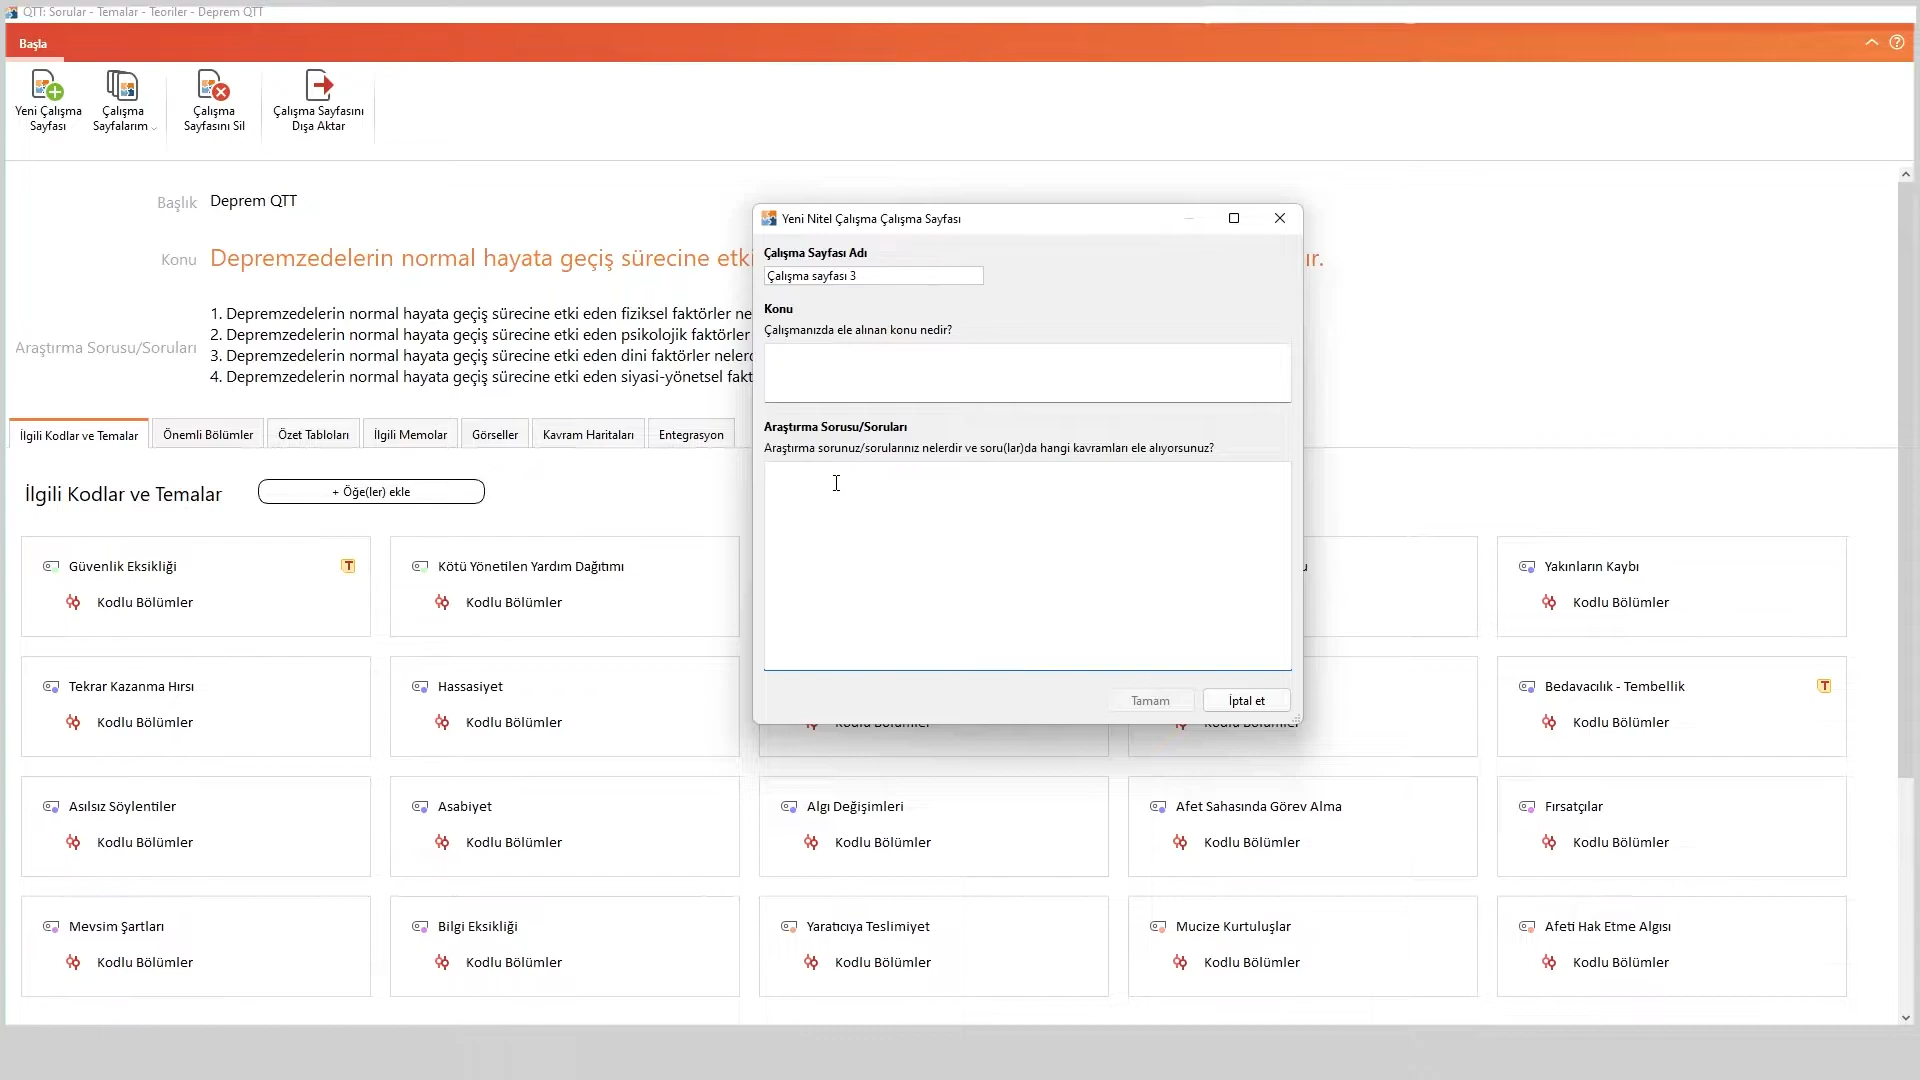 QTT: Sorular - Temalar - Teoriler - Deprem QTT
Başla
Yeni Çalışma Sayfası
Çalışma Sayfalarım
Çalışma Sayfasını Sil
Çalışma Sayfasını Dışa Aktar
Başlık Deprem QTT
Konu Depremzedelerin normal hayata geçiş sürecine
Araştırma Sorusu/Soruları
1. Depremzedelerin normal hayata geçiş sürecine etki eden fiziksel faktörler
2. Depremzedelerin normal hayata geçiş sürecine etki eden psikolojik faktörler
3. Depremzedelerin normal hayata geçiş sürecine etki eden dini faktörler
4. Depremzedelerin normal hayata geçiş sürecine etki eden siyasi-yönetsel
Yeni Nitel Çalışma Çalışma Sayfası
Çalışma Sayfası Adı
Çalışma sayfası 3
Konu
Çalışmanızda ele alınan konu nedir?
Araştırma Sorusu/Soruları
Araştırma sorunuz/sorularınız nelerdir ve soru(lar)da hangi kavramları ele alıyorsunuz?
Tamam İptal et
İlgili Kodlar ve Temalar Önemli Bölümler Özet Tabloları İlgili Memolar Görseller Kavram Haritaları Entegrasyon
İlgili Kodlar ve Temalar + Öğe(ler) ekle
Güvenlik Eksikliği T Kötü Yönetilen Yardım Dağıtımı Yakınların Kaybı
Kodlu Bölümler Kodlu Bölümler Kodlu Bölümler
Tekrar Kazanma Hırsı Hassasiyet Bedavacılık - Tembellik T
Kodlu Bölümler Kodlu Bölümler Kodlu Bölümler Kodlu Bölümler Kodlu Bölümler
Asılsız Söylentiler Asabiyet Algı Değişimleri Afet Sahasında Görev Alma Fırsatçılar
Kodlu Bölümler Kodlu Bölümler Kodlu Bölümler Kodlu Bölümler Kodlu Bölümler
Mevsim Şartları Bilgi Eksikliği Yaratıcıya Teslimiyet Mucize Kurtuluşlar Afeti Hak Etme Algısı
Kodlu Bölümler Kodlu Bölümler Kodlu Bölümler Kodlu Bölümler Kodlu Bölümler